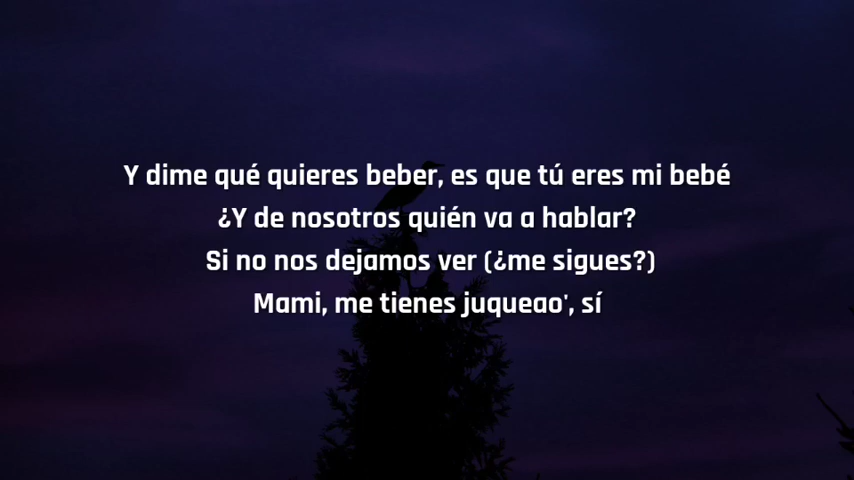 Y dime qué quieres beber, es que tú eres mi bebé
¿Y de nosotros quién va a hablar?
Si no nos dejamos ver (¿me sigues?)
Mami, me tienes juqueao', sí